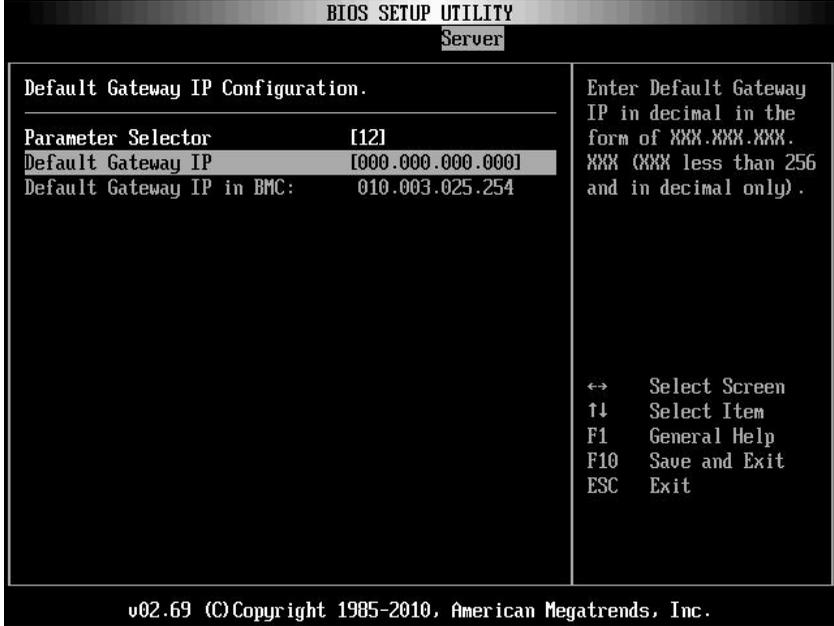 BIOS SETUP UTILITY
Server
Default Gateway IP Configuration.
Parameter Selector [12]
Default Gateway IP [000.000.000.000]
Default Gateway IP in BMC: 010.003.025.254
Enter Default Gateway
IP in decimal in the
form of XXX.XXX.XXX.
XXX (XXX less than 256
and in decimal only).
↔ Select Screen
↑↓ Select Item
F1 General Help
F10 Save and Exit
ESC Exit
v02.69 (C)Copyright 1985-2010, American Megatrends, Inc.